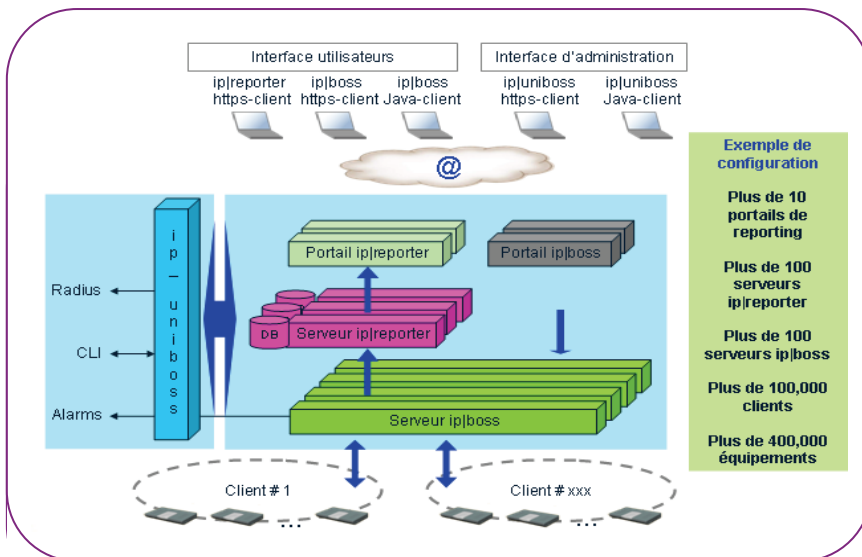 Interface utilisateurs
Interface d'administration
ip|reporter
https-client
ip|boss
https-client
ip|boss
Java-client
ip|uniboss
https-client
ip|uniboss
Java-client
@
Exemple de
configuration
Plus de 10
portails de
reporting
Plus de 100
serveurs
ip|reporter
Plus de 100
serveurs ip|boss
Plus de 100,000
clients
Plus de 400,000
équipements
ip_uniboss
Radius
CLI
Alarms
Portail ip|reporter
Portail ip|boss
DB
Serveur ip|reporter
Serveur ip|boss
Client # 1
...
Client # xxx
...